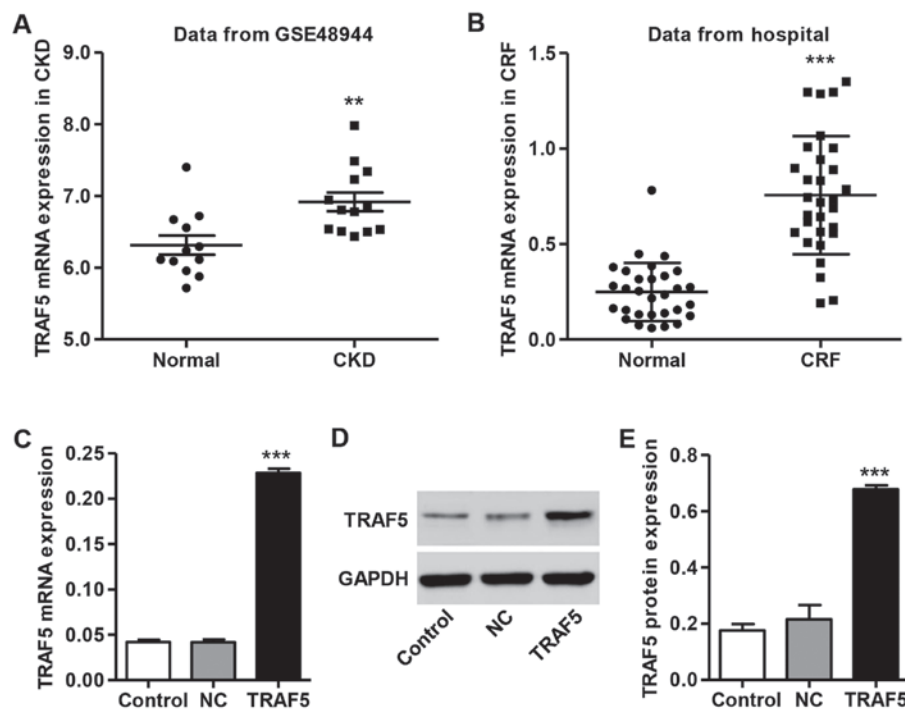 A
Data from GSE48944
TRAF5 mRNA expression in CKD
9.0
8.0
7.0
6.0
5.0
**
Normal
CKD
B
Data from hospital
TRAF5 mRNA expression in CRF
1.5
1.0
0.5
0.0
***
Normal
CRF
C
TRAF5 mRNA expression
0.25
0.20
0.15
0.10
0.05
0.00
***
Control
NC
TRAF5
D
TRAF5
GAPDH
Control
NC
TRAF5
E
TRAF5 protein expression
0.8
0.6
0.4
0.2
0.0
***
Control
NC
TRAF5